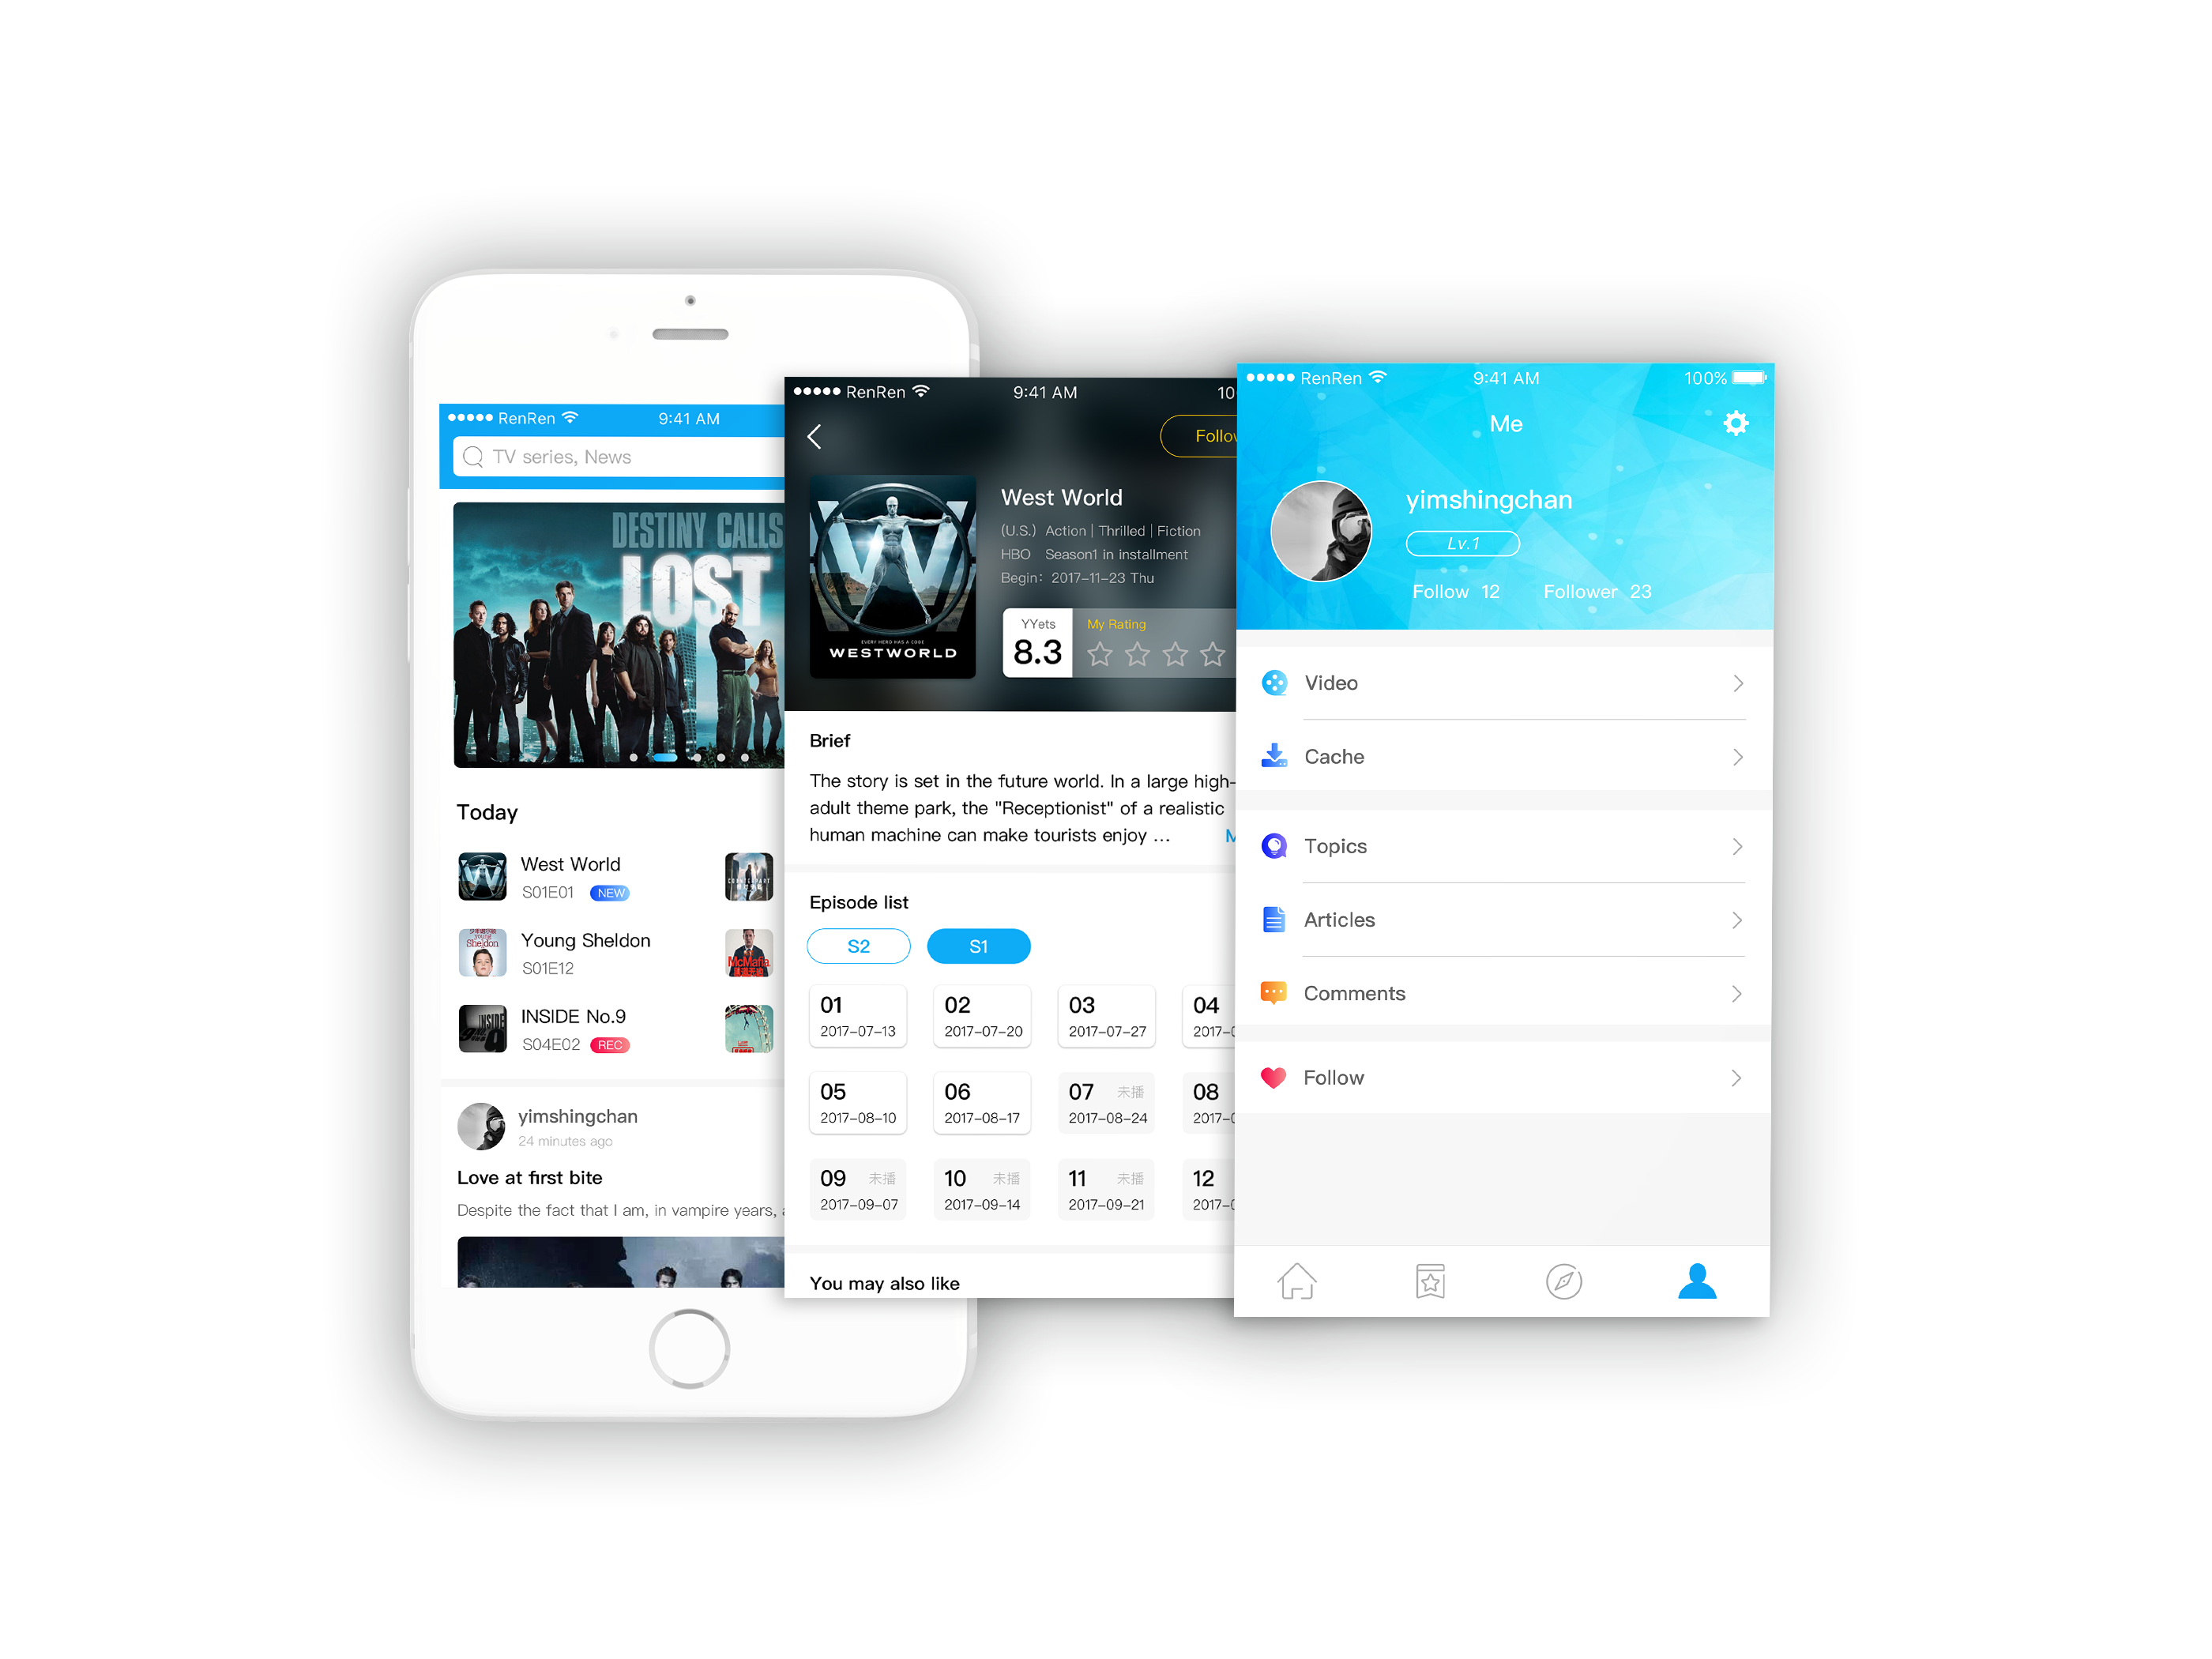 RenRen
9:41 AM
TV series, News
DESTINY CALLS
LOST
Today
West World
S01E01 NEW
Young Sheldon
S01E12
INSIDE No.9
S04E02 REC
yimshingchan
24 minutes ago
Love at first bite
Despite the fact that I am, in vampire years,
RenRen
9:41 AM
10
Follow
West World
(U.S.) Action | Thrilled | Fiction
HBO Season1 in installment
Begin: 2017-11-23 Thu
EVERY HERO HAS A CODE
WESTWORLD
YYets
8.3
My Rating
Brief
The story is set in the future world. In a large high-
adult theme park, the "Receptionist" of a realistic
human machine can make tourists enjoy ...
M
Episode list
S2 S1
01 02 03 04
2017-07-13 2017-07-20 2017-07-27 2017-0
05 06 07 未播 08
2017-08-10 2017-08-17 2017-08-24 2017-0
09 未播 10 未播 11 未播 12
2017-09-07 2017-09-14 2017-09-21 2017-0
You may also like
RenRen
9:41 AM
100%
Me
yimshingchan
Lv.1
Follow 12 Follower 23
Video
Cache
Topics
Articles
Comments
Follow